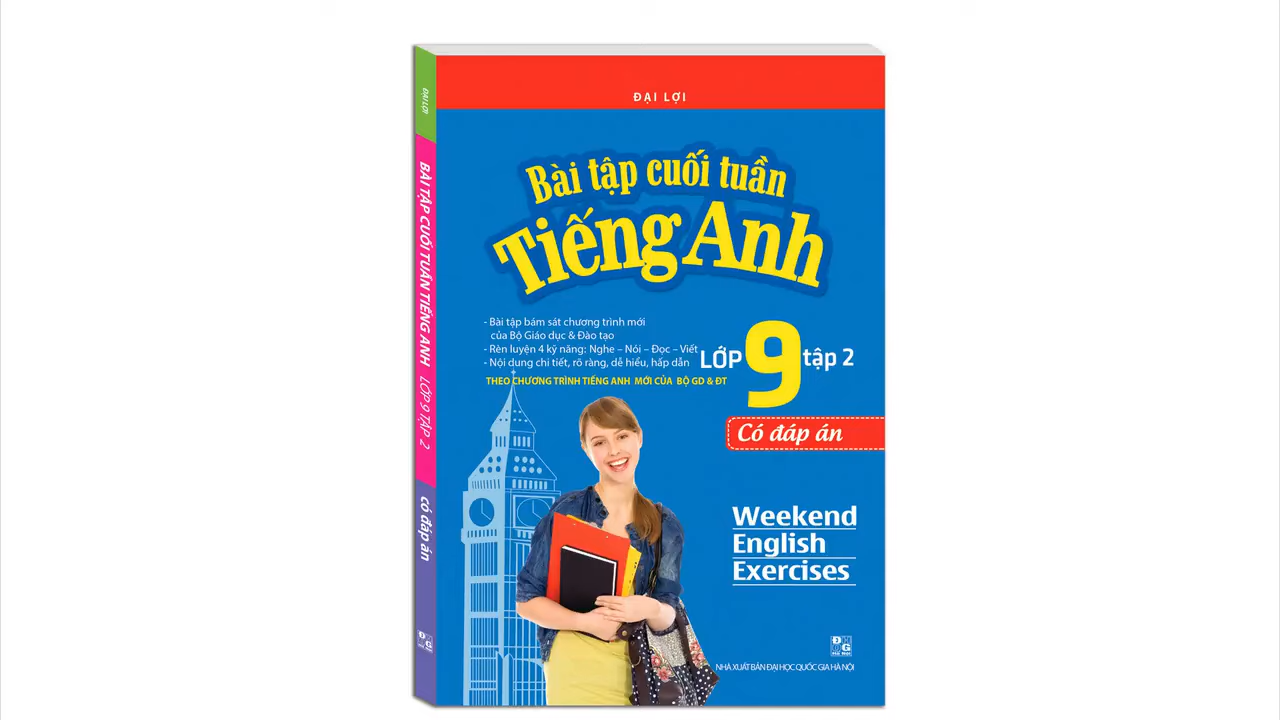 ĐẠI LỢI
Bài tập cuối tuần
Tiếng Anh
- Bài tập bám sát chương trình mới
của Bộ Giáo dục & Đào tạo
- Rèn luyện 4 kỹ năng: Nghe – Nói – Đọc – Viết
- Nội dung chi tiết, rõ ràng, dễ hiểu, hấp dẫn
THEO CHƯƠNG TRÌNH TIẾNG ANH MỚI CỦA BỘ GD & ĐT
LỚP 9 tập 2
Có đáp án
Weekend
English
Exercises
NHÀ XUẤT BẢN ĐẠI HỌC QUỐC GIA HÀ NỘI
ĐẠI LỢI
BÀI TẬP CUỐI TUẦN TIẾNG ANH LỚP 9 TẬP 2
có đáp án